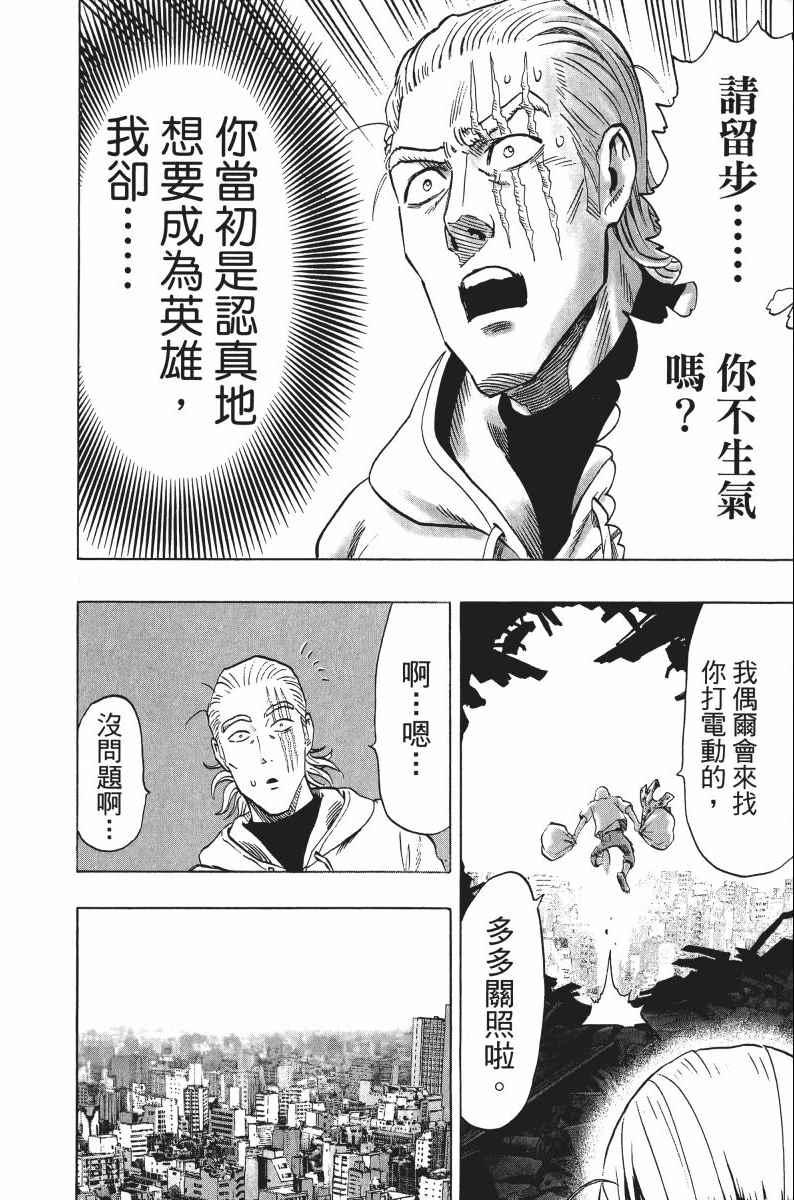 請留步……
你不生氣
嗎？
你當初是認真地
想要成為英雄，
我卻……
我偶爾會來找
你打電動的，
多多關照啦。
啊…嗯…
沒問題啊…